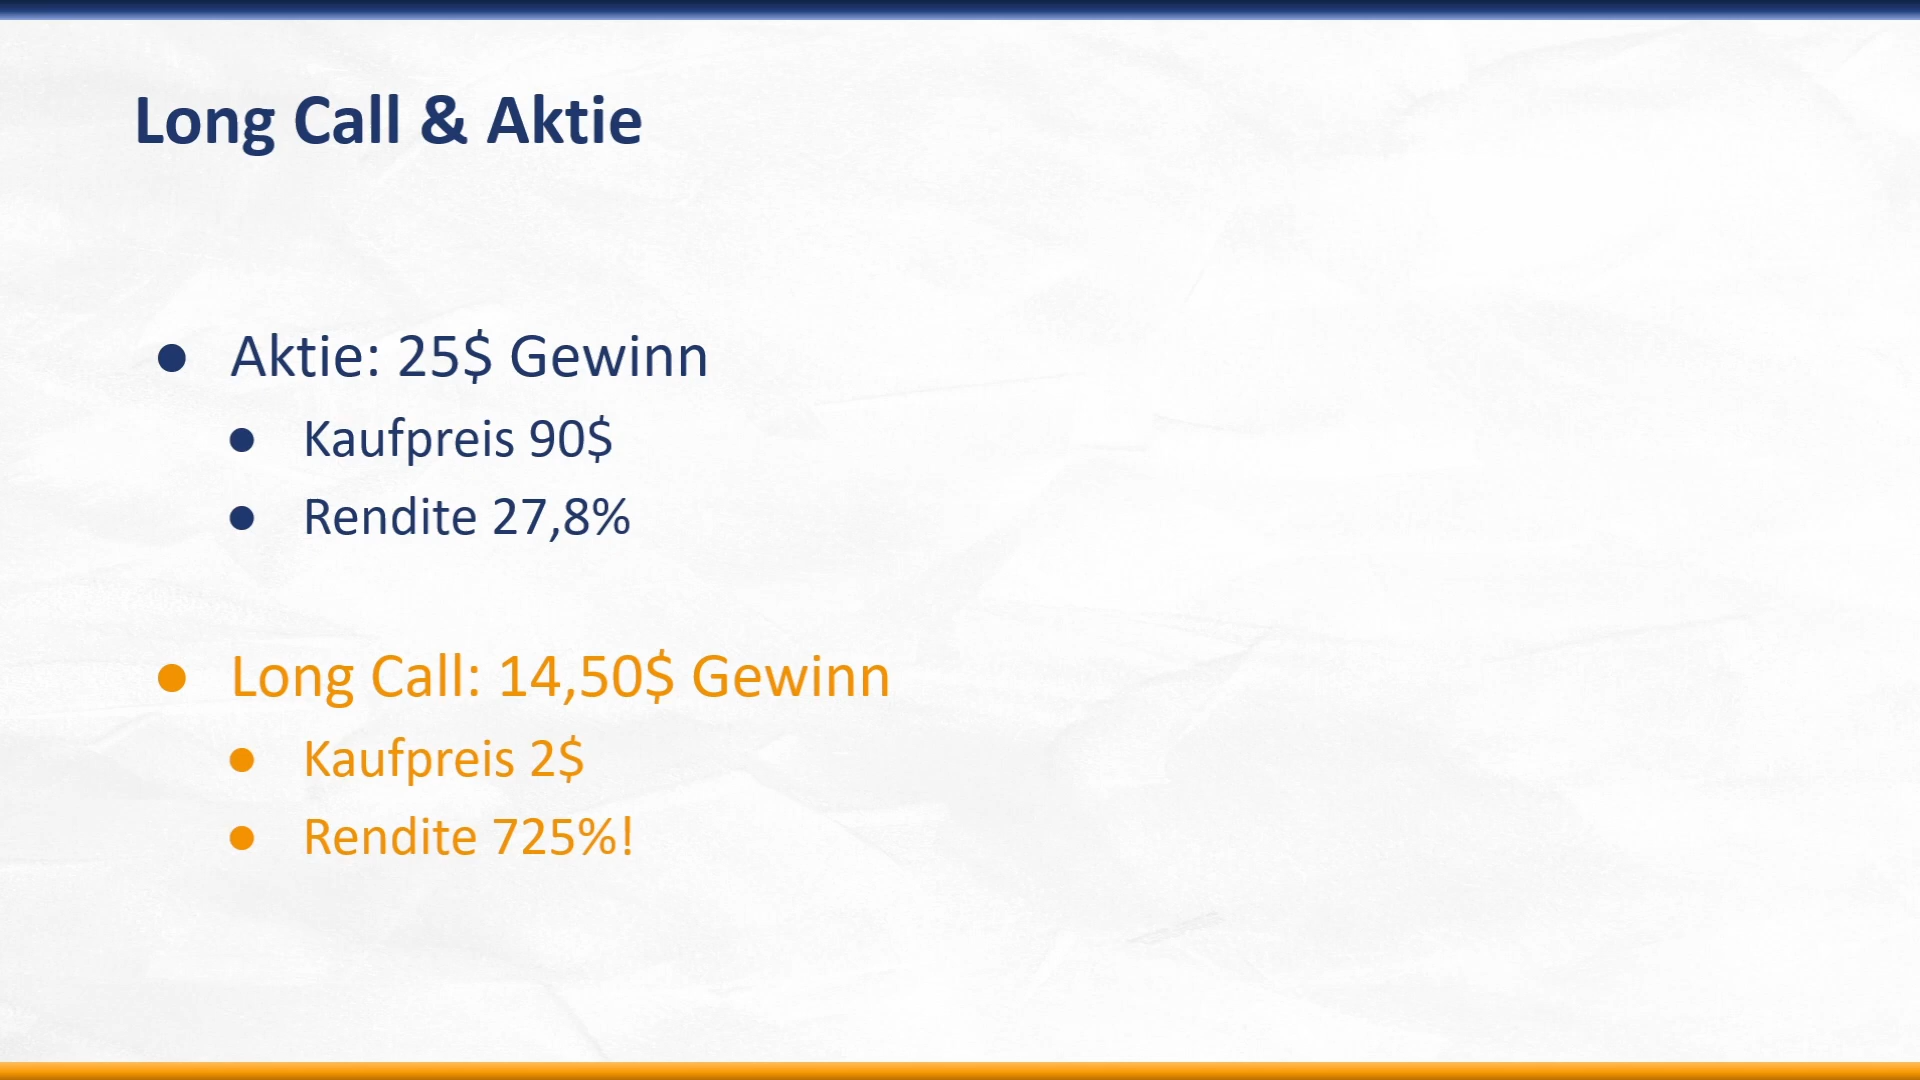 Long Call & Aktie
● Aktie: 25$ Gewinn
● Kaufpreis 90$
● Rendite 27,8%
● Long Call: 14,50$ Gewinn
● Kaufpreis 2$
● Rendite 725%!